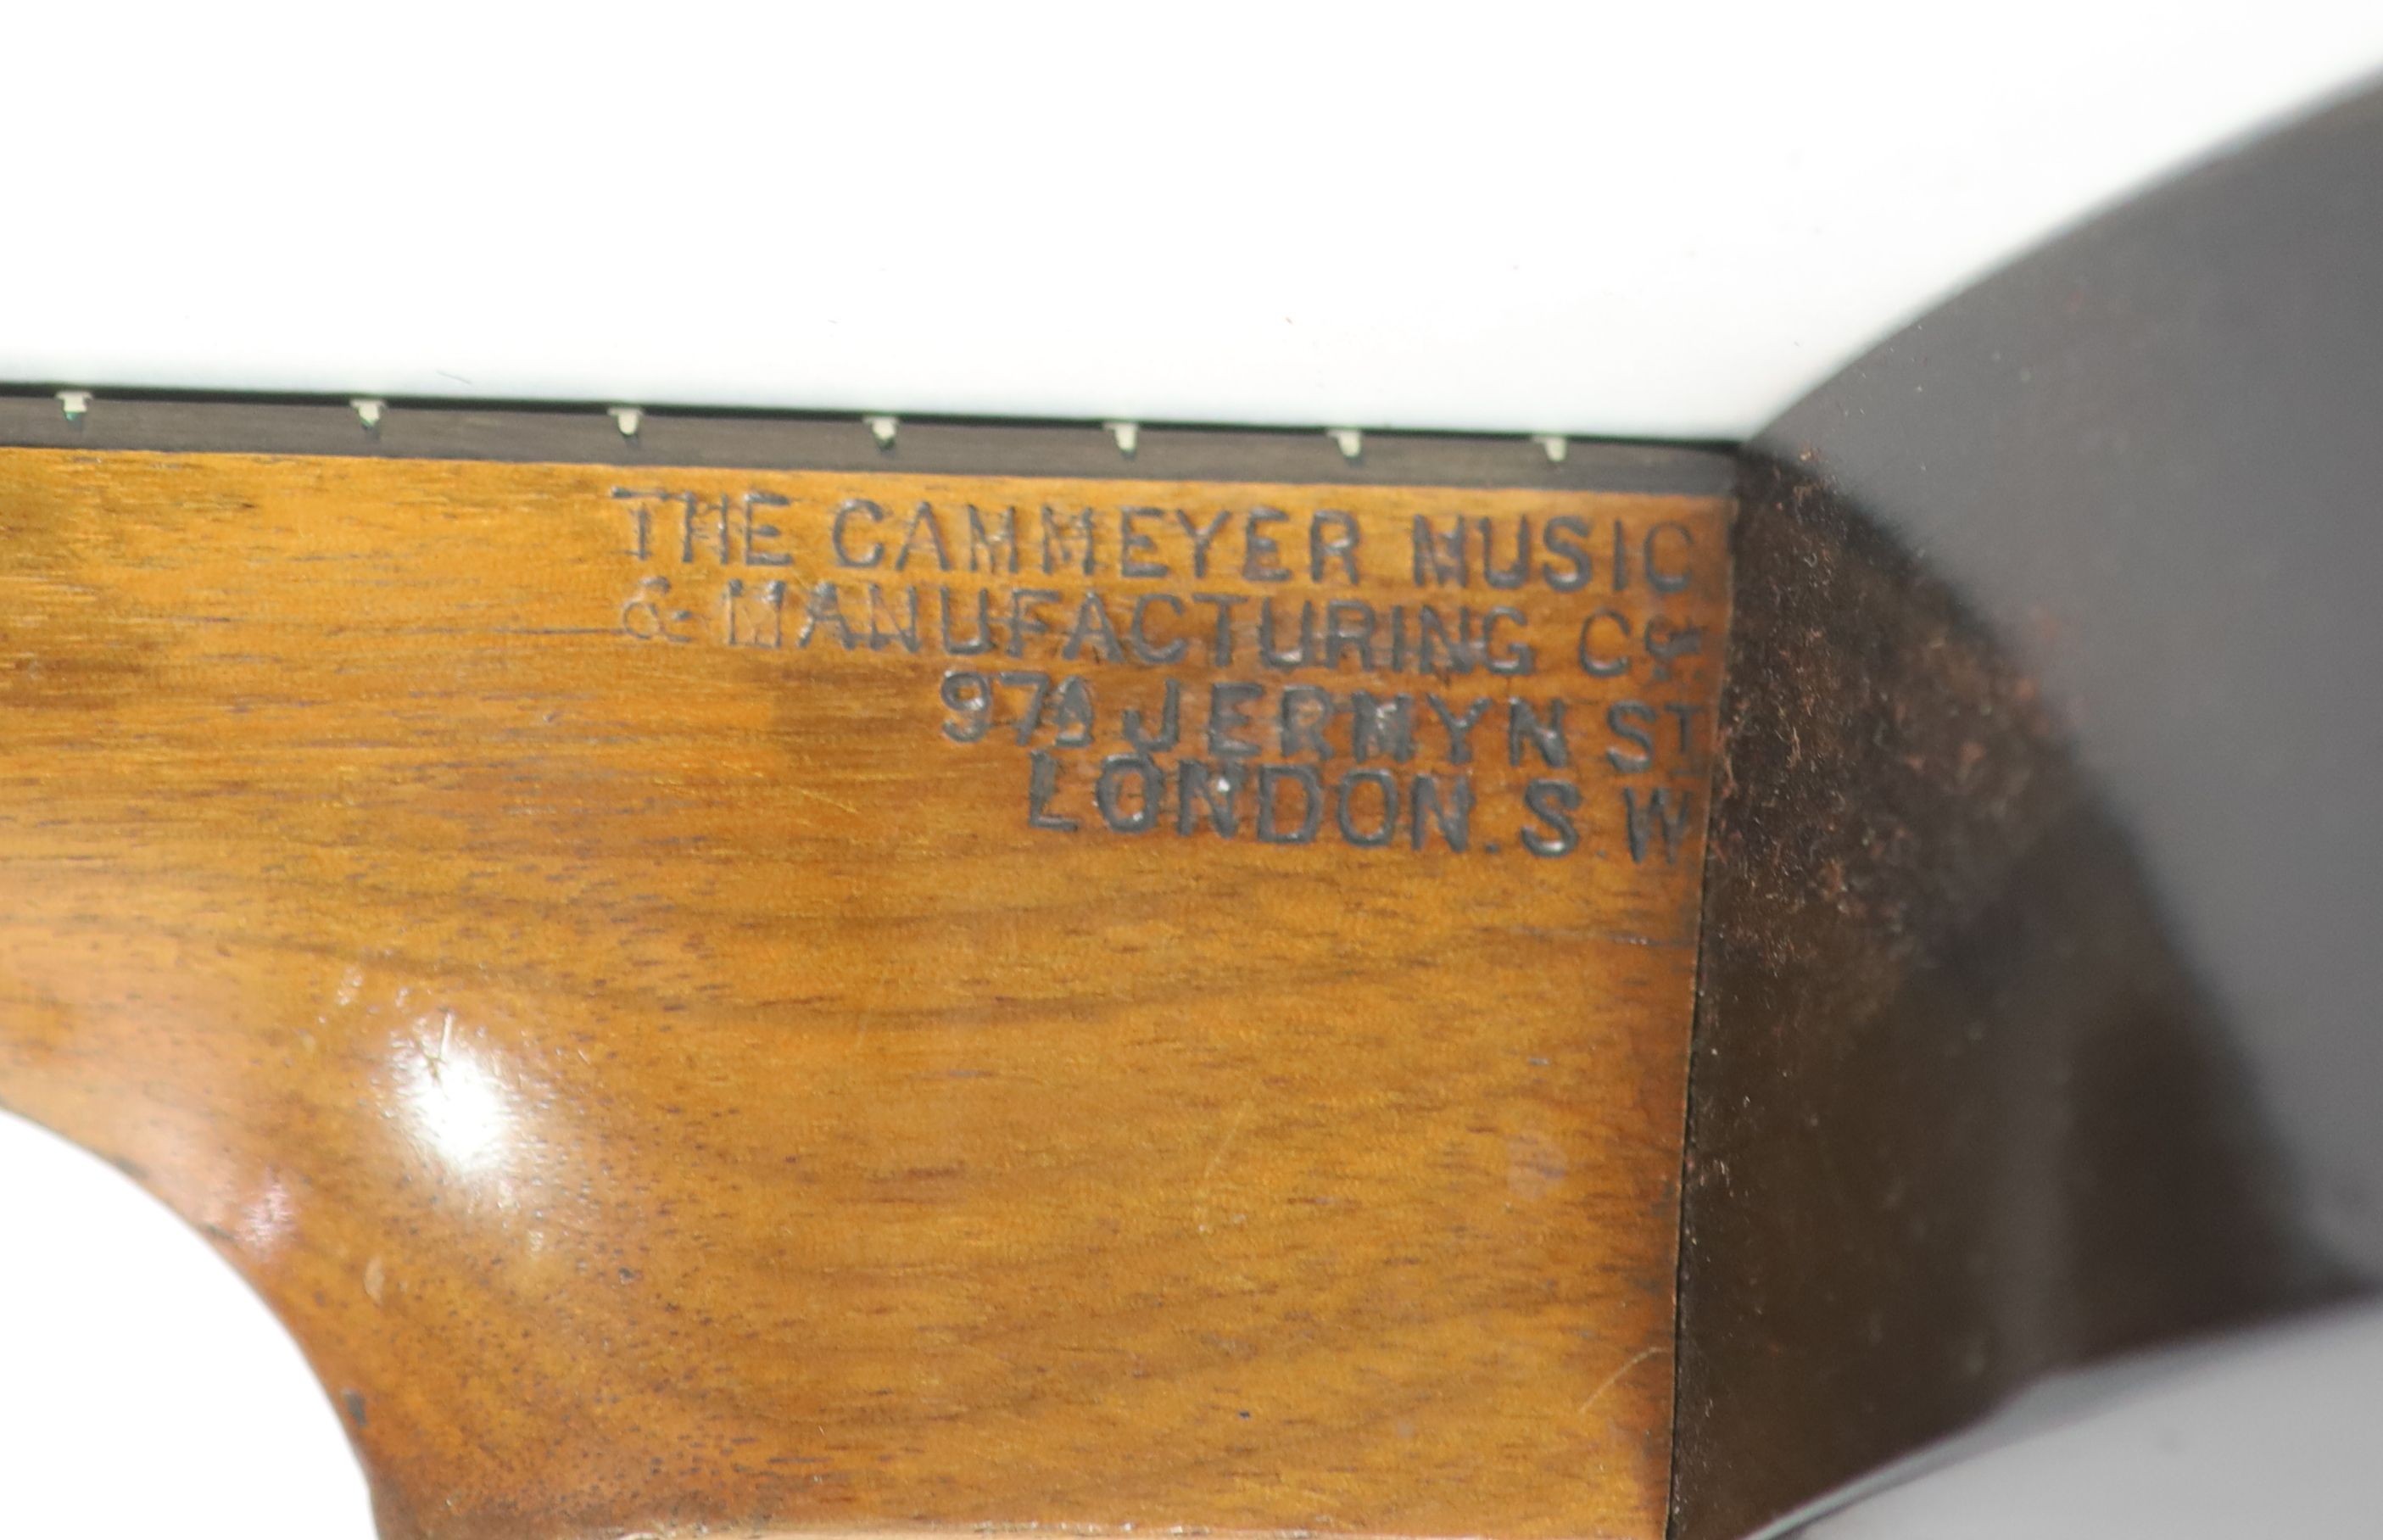 THE CAMMEYER MUSIC
& MANUFACTURING Co.
97A JERMYN ST
LONDON.S.W